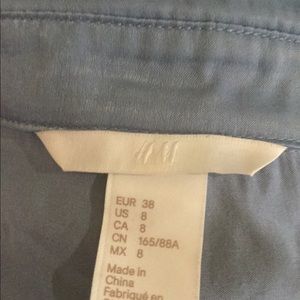 H&M
EUR 38
US 8
CA 8
CN 165/88A
MX 8
Made in
China
Fabriqué en